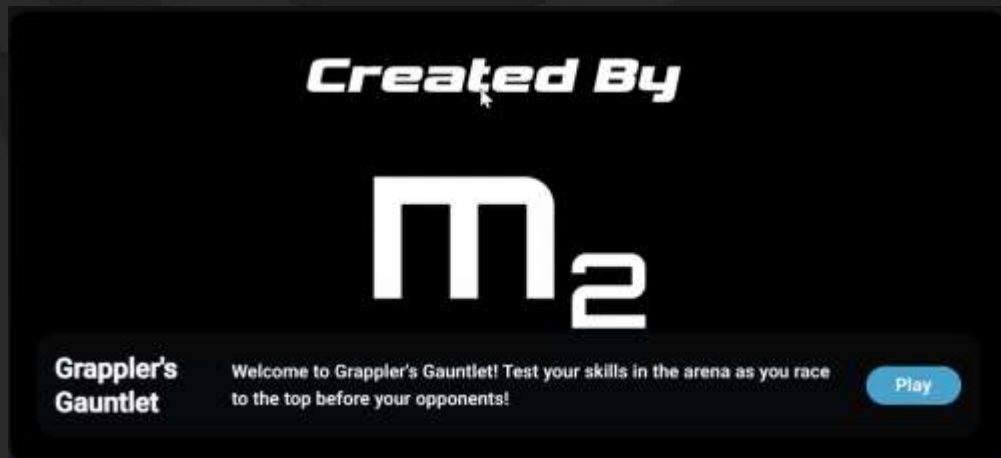 Created By
m2
Grappler's
Gauntlet
Welcome to Grappler's Gauntlet! Test your skills in the arena as you race
to the top before your opponents!
Play